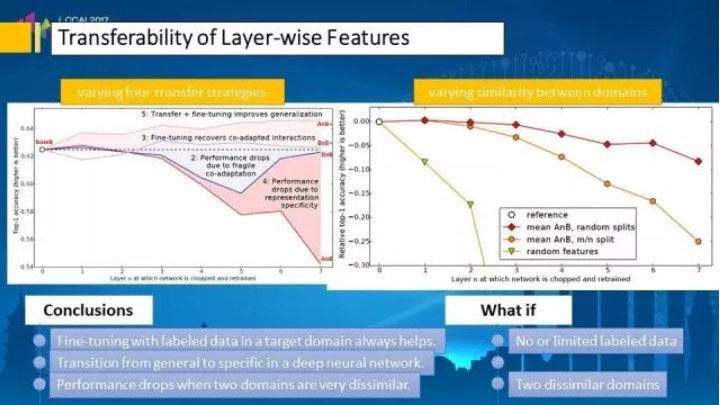 IJCAI 2017
Transferability of Layer-wise Features
varying four transfer strategies
varying similarity between domains
5: Transfer + fine-tuning improves generalization
3: Fine-tuning recovers co-adapted interactions
2: Performance drops
due to fragile
co-adaptation
4: Performance
drops due to
representation
specificity
Top-1 accuracy (higher is better)
0.64
0.62
0.60
0.58
0.56
0.54
baseB
AnB+
BnB+
BnB
AnB
0 1 2 3 4 5 6 7
Layer n at which network is chopped and retrained
Relative top-1 accuracy (higher is better)
0.00
−0.05
−0.10
−0.15
−0.20
−0.25
−0.30
reference
mean AnB, random splits
mean AnB, m/n split
random features
0 1 2 3 4 5 6 7
Layer n at which network is chopped and retrained
Conclusions
Fine-tuning with labeled data in a target domain always helps.
Transition from general to specific in a deep neural network.
Performance drops when two domains are very dissimilar.
What if
No or limited labeled data
Two dissimilar domains